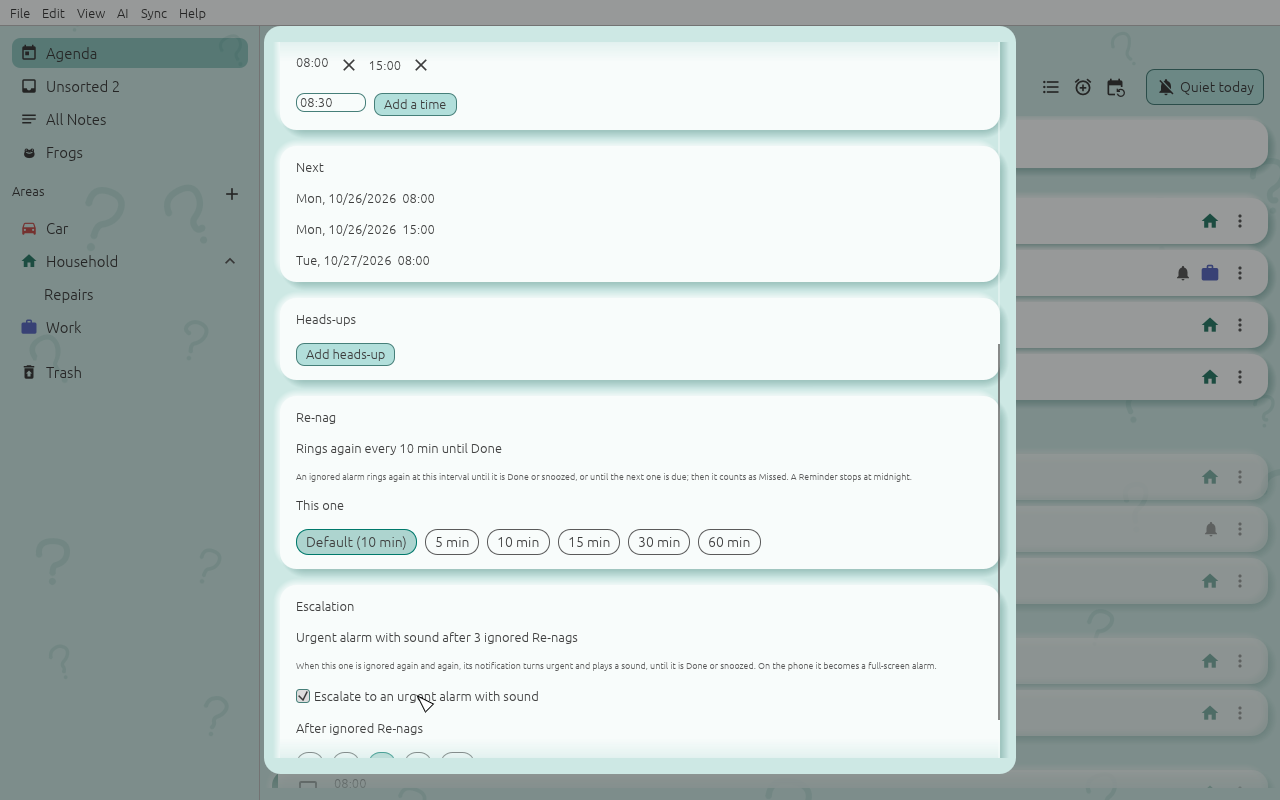 File Edit View AI Sync Help
Agenda
Unsorted 2
All Notes
Frogs
Areas
Car
Household
Repairs
Work
Trash
Quiet today
08:00 15:00
08:30 Add a time
Next
Mon, 10/26/2026 08:00
Mon, 10/26/2026 15:00
Tue, 10/27/2026 08:00
Heads-ups
Add heads-up
Re-nag
Rings again every 10 min until Done
An ignored alarm rings again at this interval until it is Done or snoozed, or until the next one is due; then it counts as Missed. A Reminder stops at midnight.
This one
Default (10 min) 5 min 10 min 15 min 30 min 60 min
Escalation
Urgent alarm with sound after 3 ignored Re-nags
When this one is ignored again and again, its notification turns urgent and plays a sound, until it is Done or snoozed. On the phone it becomes a full-screen alarm.
Escalate to an urgent alarm with sound
After ignored Re-nags
08:00